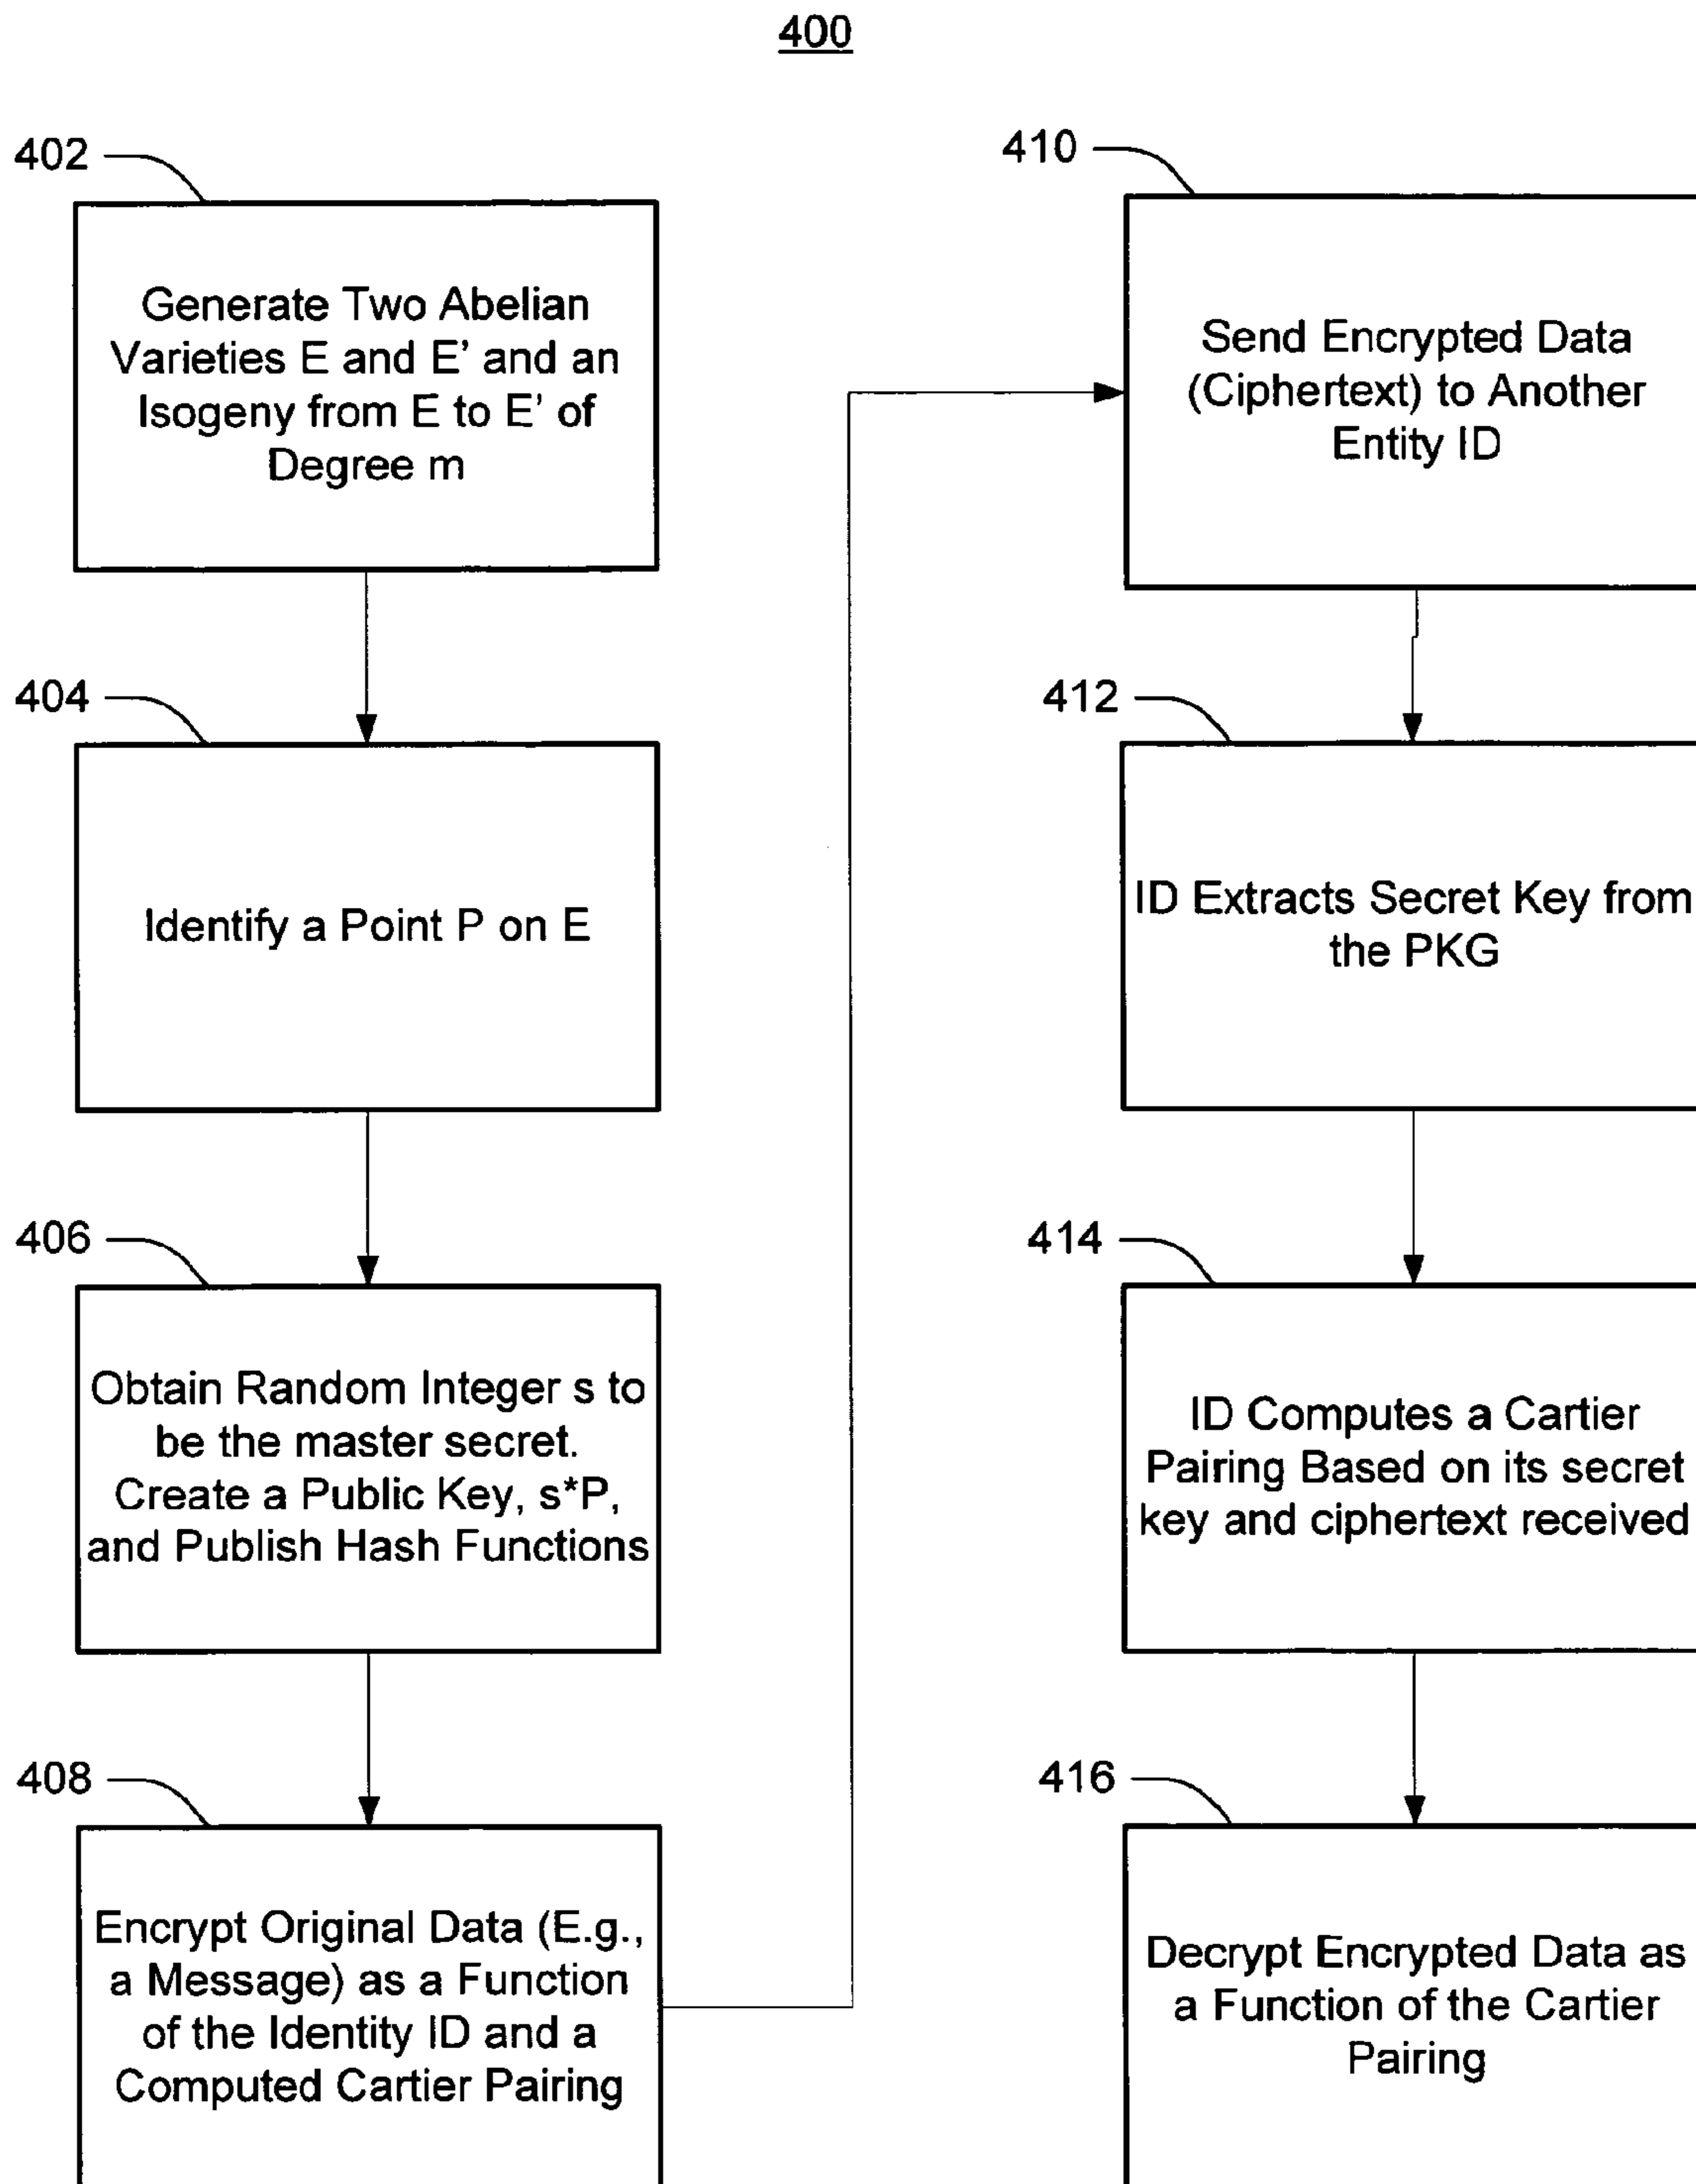 400
402
Generate Two Abelian
Varieties E and E' and an
Isogeny from E to E' of
Degree m
404
Identify a Point P on E
406
Obtain Random Integer s to
be the master secret.
Create a Public Key, s*P,
and Publish Hash Functions
408
Encrypt Original Data (E.g.,
a Message) as a Function
of the Identity ID and a
Computed Cartier Pairing
410
Send Encrypted Data
(Ciphertext) to Another
Entity ID
412
ID Extracts Secret Key from
the PKG
414
ID Computes a Cartier
Pairing Based on its secret
key and ciphertext received
416
Decrypt Encrypted Data as
a Function of the Cartier
Pairing